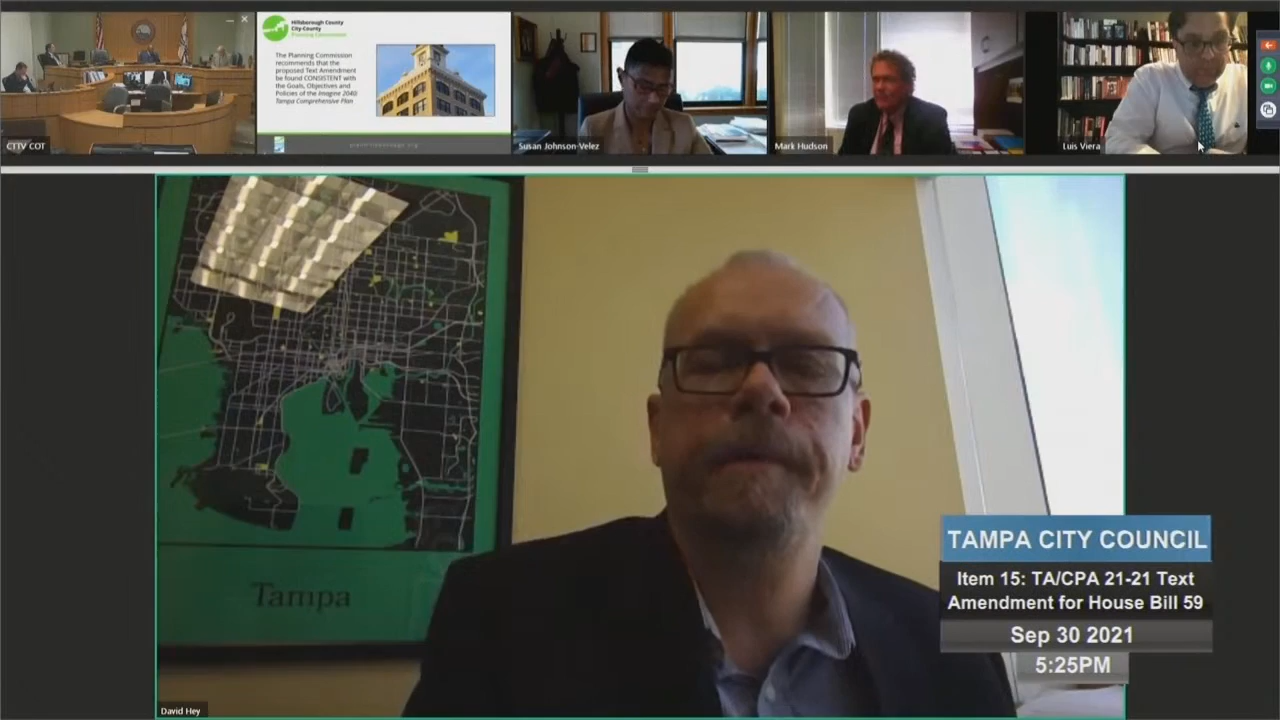 Hillsborough County
City-County
Planning Commission
The Planning Commission
recommends that the
proposed Text Amendment
be found CONSISTENT with
the Goals, Objectives and
Policies of the Imagine 2040:
Tampa Comprehensive Plan
CTTV COT
Susan Johnson-Velez
Mark Hudson
Luis Viera
Tampa
TAMPA CITY COUNCIL
Item 15: TA/CPA 21-21 Text
Amendment for House Bill 59
Sep 30 2021
5:25PM
David Hey